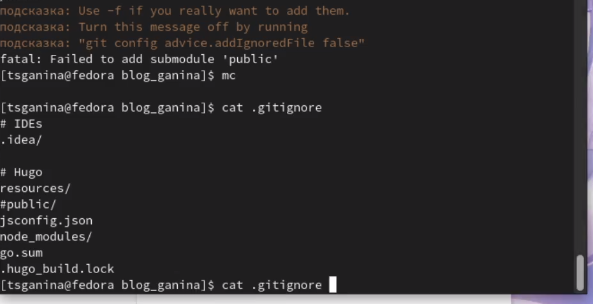 подсказка: Use -f if you really want to add them.
подсказка: Turn this message off by running
подсказка: "git config advice.addIgnoredFile false"
fatal: Failed to add submodule 'public'
[tsganina@fedora blog_ganina]$ mc
[tsganina@fedora blog_ganina]$ cat .gitignore
# IDEs
.idea/
# Hugo
resources/
#public/
jsconfig.json
node_modules/
go.sum
.hugo_build.lock
[tsganina@fedora blog_ganina]$ cat .gitignore